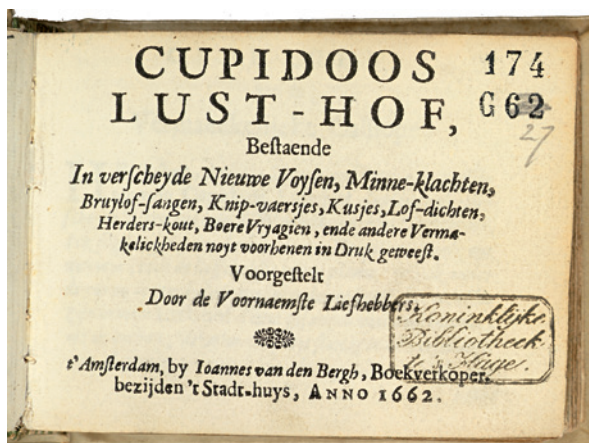 CUPIDOOS
174
LUST-HOF,
G62
27
Beſtaende
In verſcheyde Nieuwe Voyſen, Minne-klachten,
Bruylof-ſangen, Knip-vaersjes, Kusjes, Lof-dichten,
Herders-kout, Boere Vryagien, ende andere Verma-
kelickheden noyt voorhenen in Druk geweeſt.
Voorgeſtelt
Door de Voornaemſte Liefhebbers.
Koninklijke
Bibliotheek
te 's Hage.
t'Amſterdam, by Ioannes van den Bergh, Boekverkoper,
bezijden 't Stadt-huys, ANNO 1662.